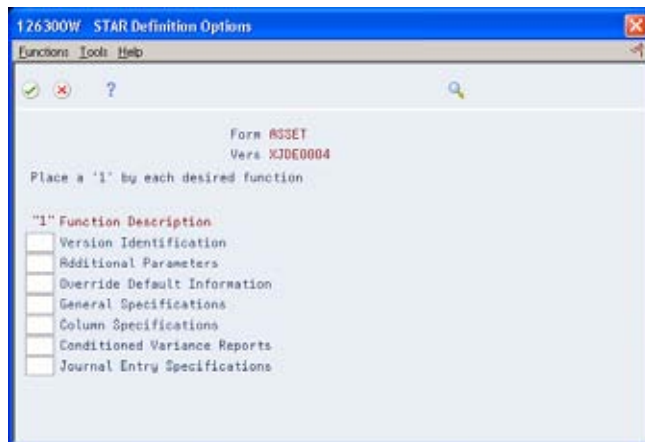 126300W STAR Definition Options
Functions Tools Help
?
Form ASSET
Vers XJDE0004
Place a '1' by each desired function
"1" Function Description
Version Identification
Additional Parameters
Override Default Information
General Specifications
Column Specifications
Conditioned Variance Reports
Journal Entry Specifications